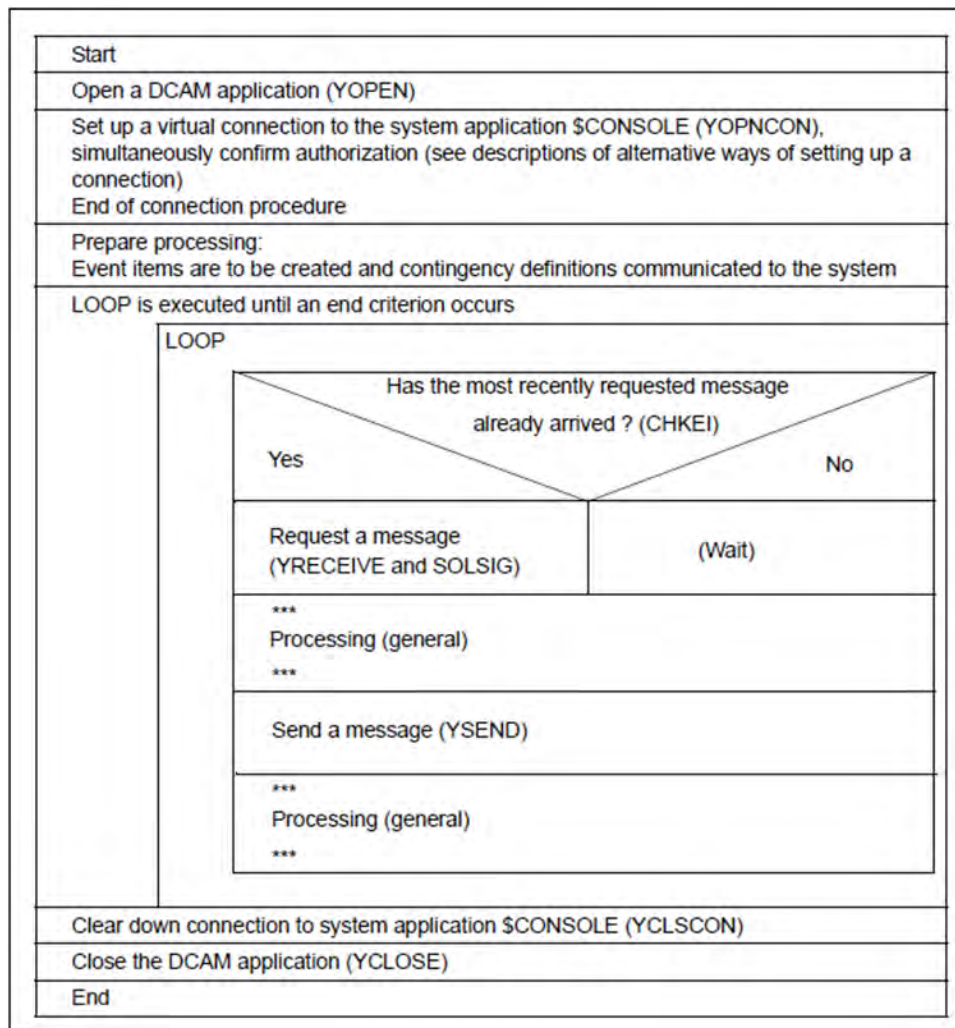 Start
Open a DCAM application (YOPEN)
Set up a virtual connection to the system application $CONSOLE (YOPNCON),
simultaneously confirm authorization (see descriptions of alternative ways of setting up a
connection)
End of connection procedure
Prepare processing:
Event items are to be created and contingency definitions communicated to the system
LOOP is executed until an end criterion occurs
LOOP
Has the most recently requested message
already arrived ? (CHKEI)
Yes
No
Request a message
(YRECEIVE and SOLSIG)
(Wait)
***
Processing (general)
***
Send a message (YSEND)
***
Processing (general)
***
Clear down connection to system application $CONSOLE (YCLSCON)
Close the DCAM application (YCLOSE)
End